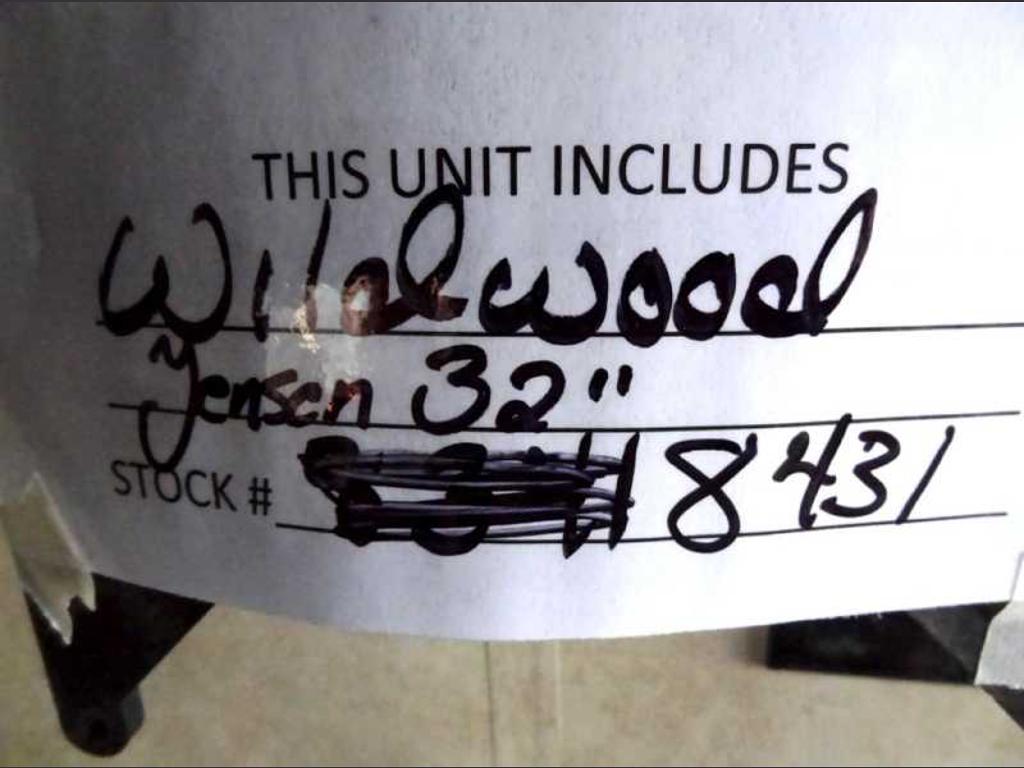 THIS UNIT INCLUDES
Wildwood
Jensen 32"
STOCK # 8431